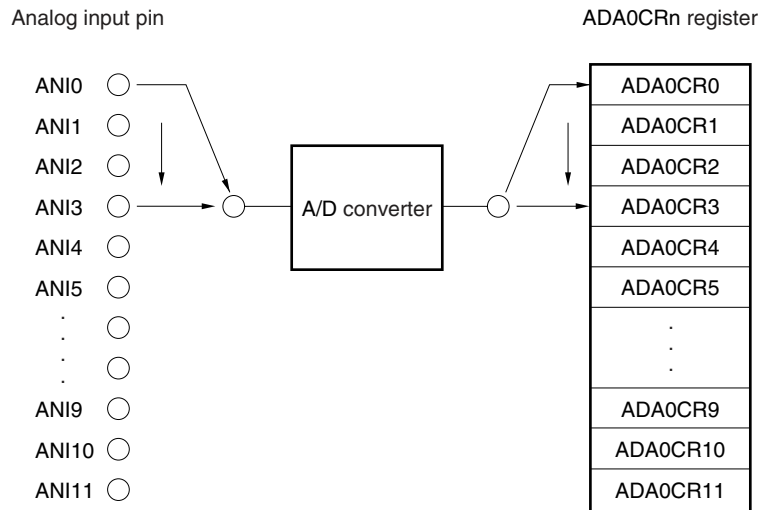 Analog input pin
ADA0CRn register
ANI0
ADA0CR0
ANI1
ADA0CR1
ANI2
ADA0CR2
ANI3
A/D converter
ADA0CR3
ANI4
ADA0CR4
ANI5
ADA0CR5
.
.
.
.
.
.
.
ANI9
ADA0CR9
ANI10
ADA0CR10
ANI11
ADA0CR11